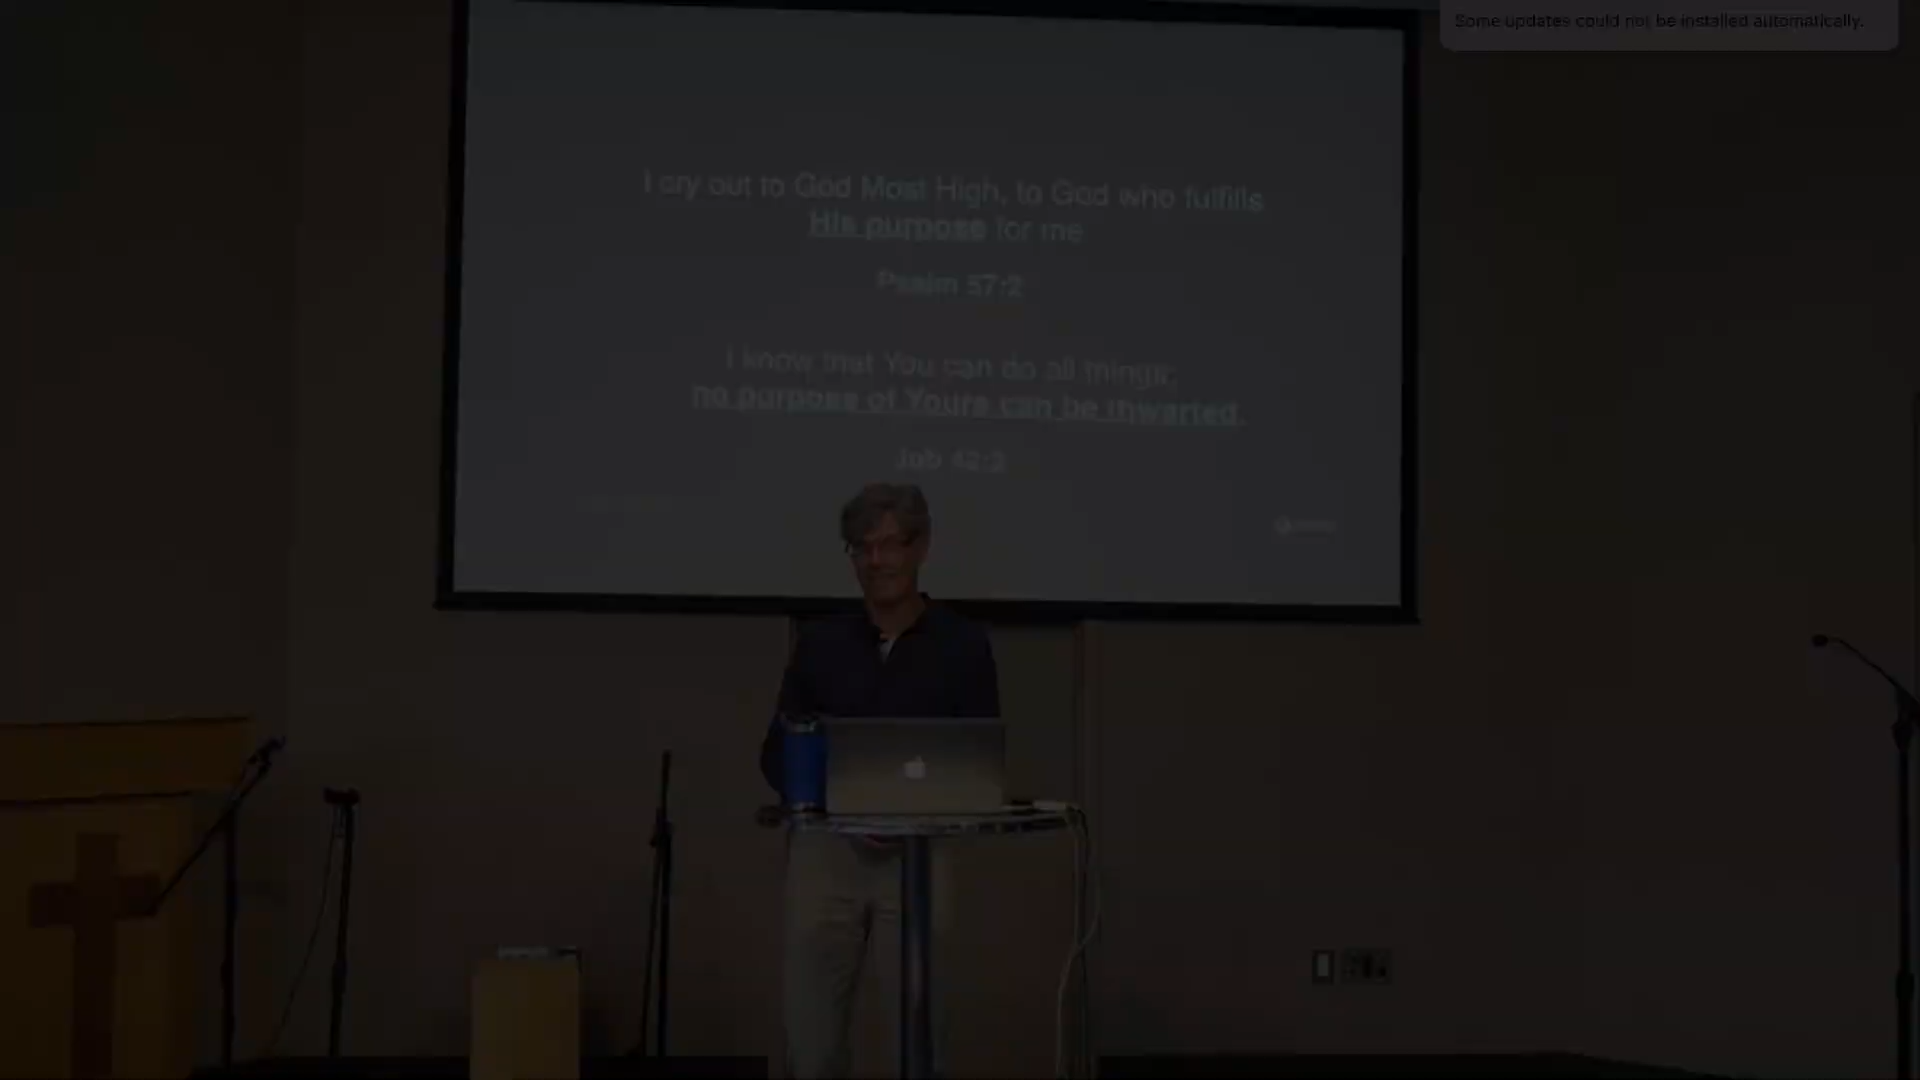 Some updates could not be installed automatically.
I cry out to God Most High, to God who fulfills
His purpose for me
Psalm 57:2
I know that You can do all things;
no purpose of Yours can be thwarted.
Job 42:2